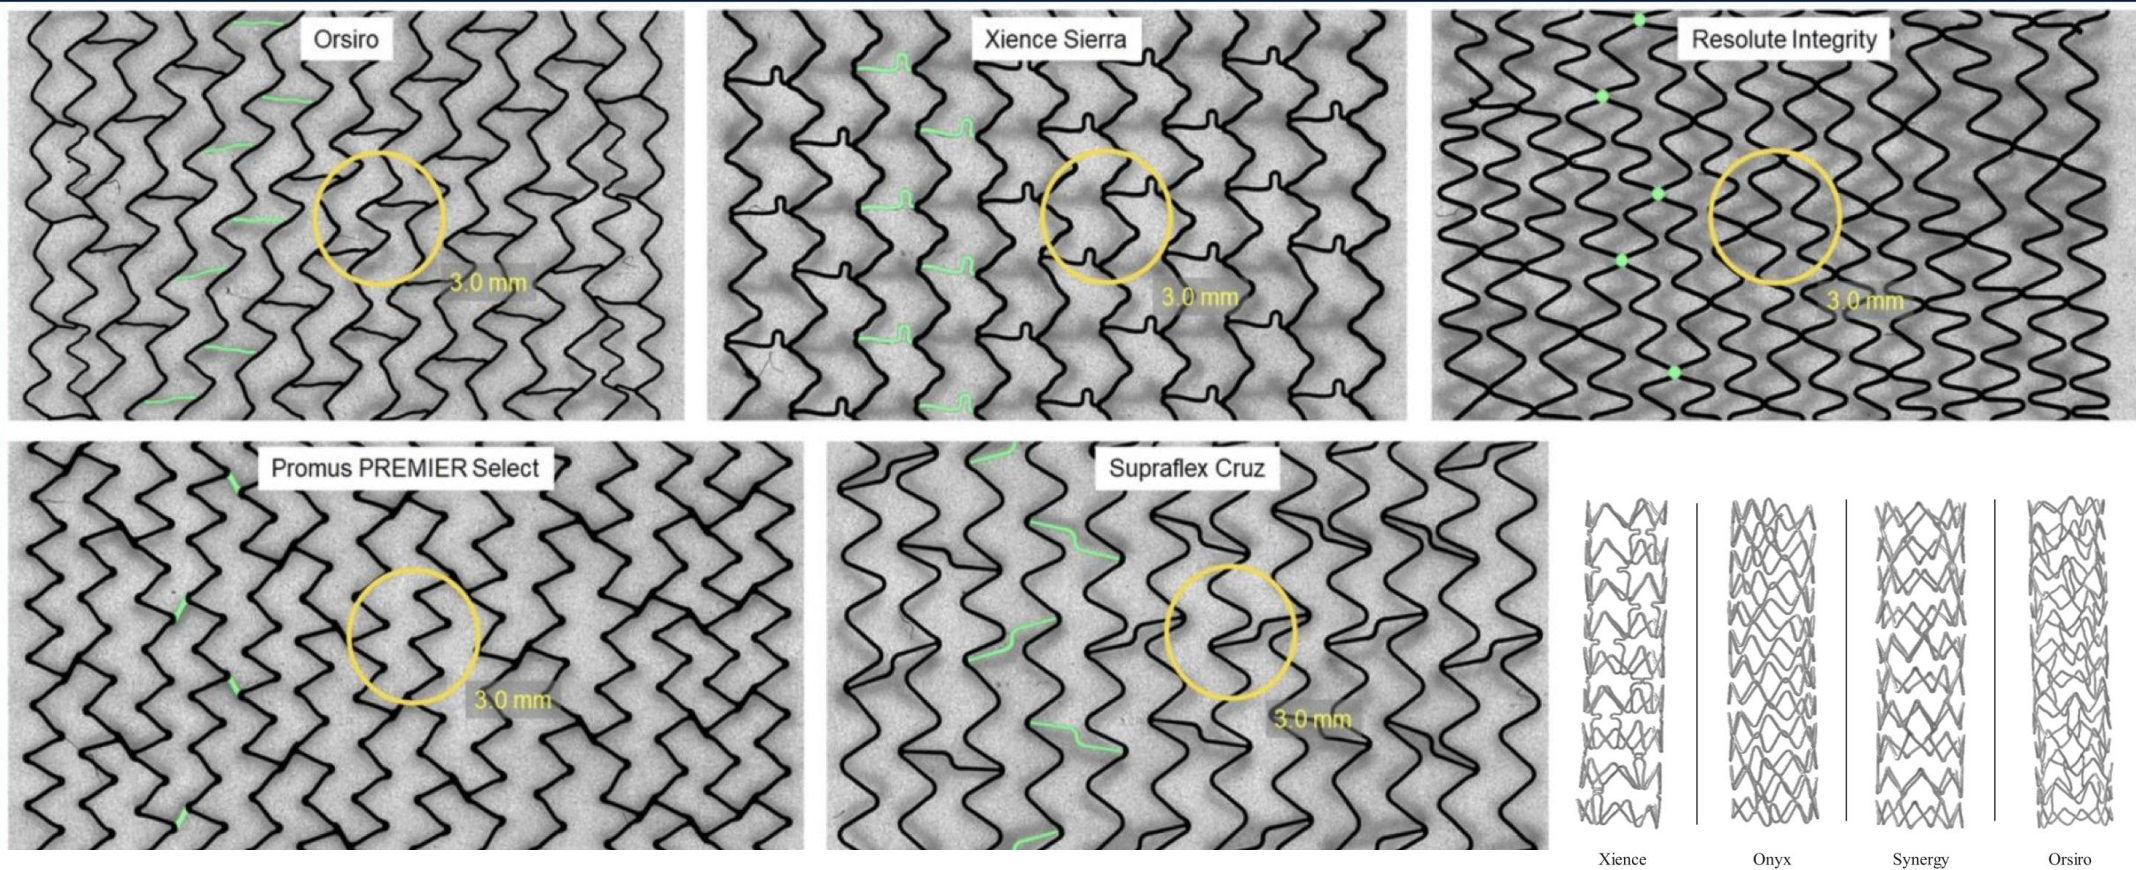 Orsiro
Xience Sierra
Resolute Integrity
3.0 mm
3.0 mm
3.0 mm
Promus PREMIER Select
Supraflex Cruz
3.0 mm
3.0 mm
Xience
Onyx
Synergy
Orsiro